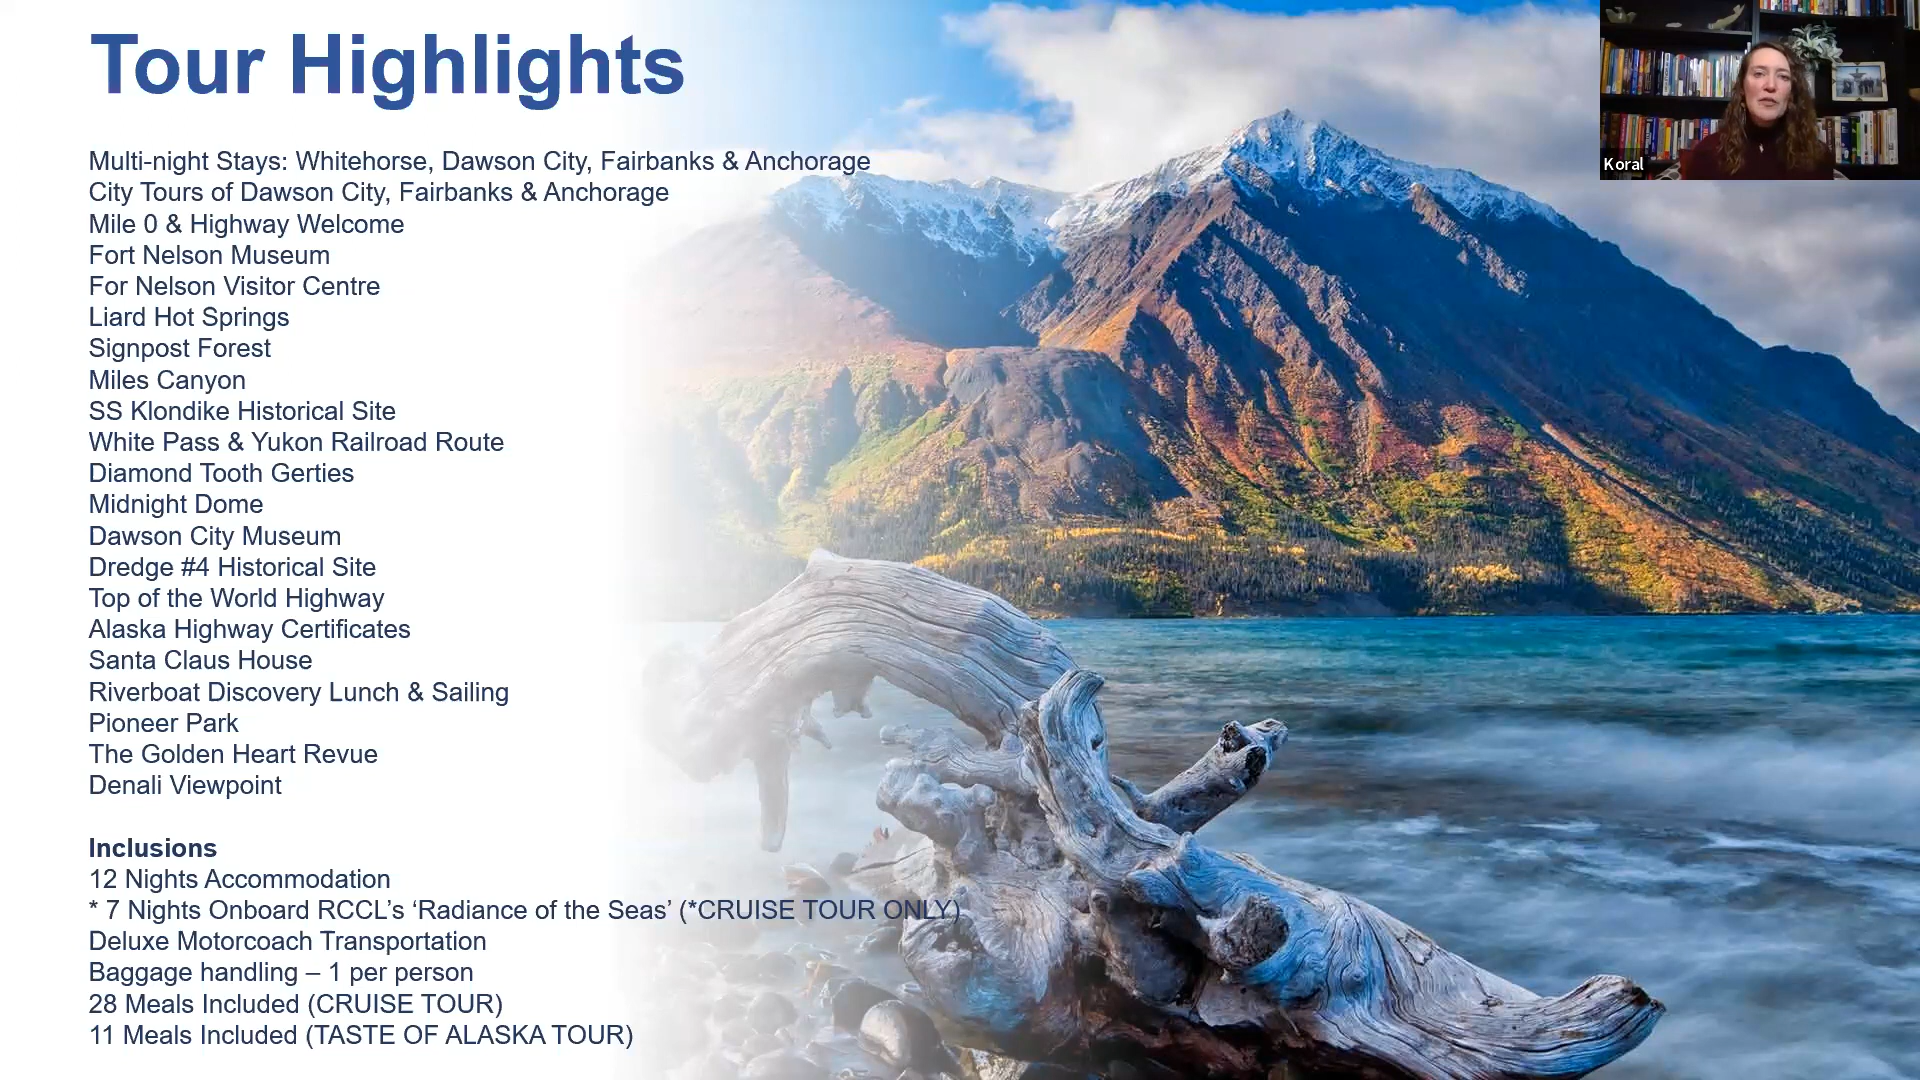 Tour Highlights
Multi-night Stays: Whitehorse, Dawson City, Fairbanks & Anchorage
City Tours of Dawson City, Fairbanks & Anchorage
Mile 0 & Highway Welcome
Fort Nelson Museum
For Nelson Visitor Centre
Liard Hot Springs
Signpost Forest
Miles Canyon
SS Klondike Historical Site
White Pass & Yukon Railroad Route
Diamond Tooth Gerties
Midnight Dome
Dawson City Museum
Dredge #4 Historical Site
Top of the World Highway
Alaska Highway Certificates
Santa Claus House
Riverboat Discovery Lunch & Sailing
Pioneer Park
The Golden Heart Revue
Denali Viewpoint
Inclusions
12 Nights Accommodation
* 7 Nights Onboard RCCL’s ‘Radiance of the Seas’ (*CRUISE TOUR ONLY)
Deluxe Motorcoach Transportation
Baggage handling – 1 per person
28 Meals Included (CRUISE TOUR)
11 Meals Included (TASTE OF ALASKA TOUR)
Koral